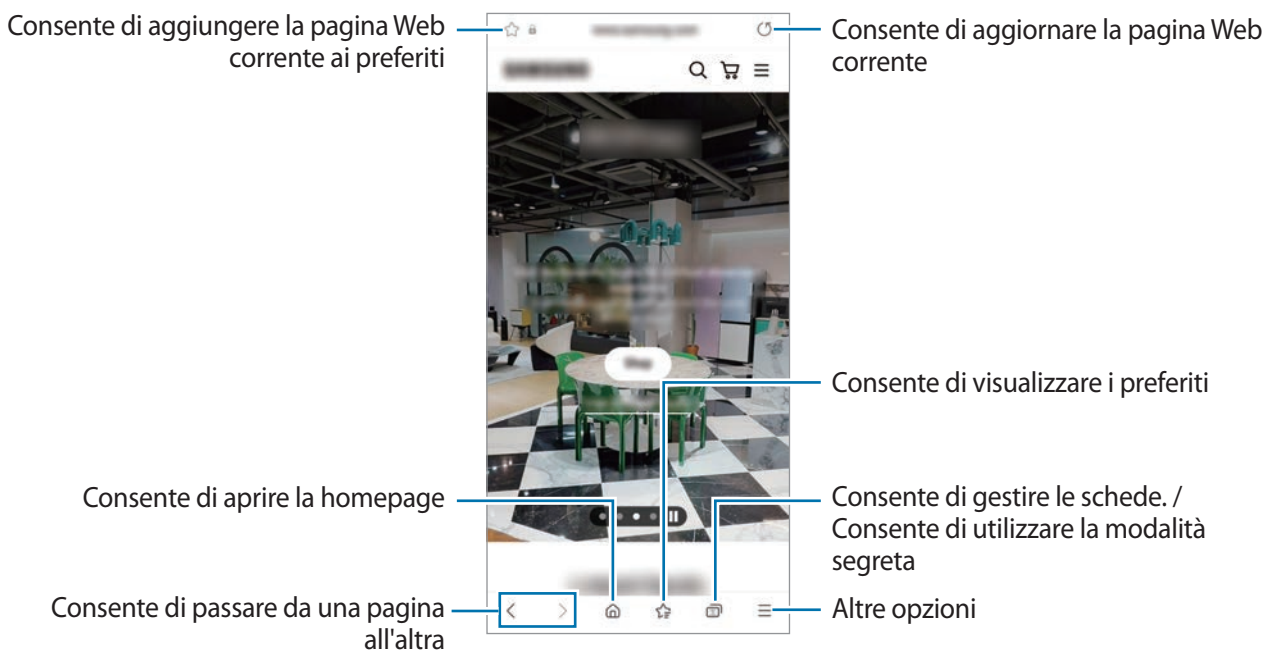 Consente di aggiungere la pagina Web
corrente ai preferiti
Consente di aggiornare la pagina Web
corrente
Consente di visualizzare i preferiti
Consente di aprire la homepage
Consente di gestire le schede. /
Consente di utilizzare la modalità
segreta
Consente di passare da una pagina
all'altra
Altre opzioni